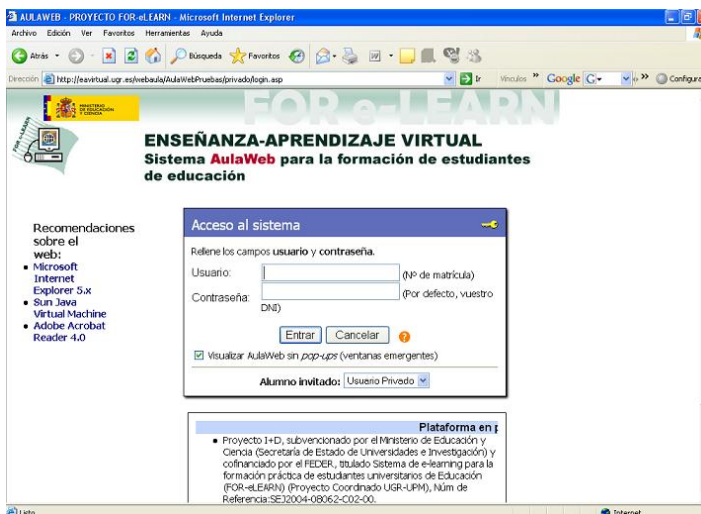 AULAWEB - PROYECTO FOR-eLEARN - Microsoft Internet Explorer
Archivo Edición Ver Favoritos Herramientas Ayuda
Atrás Búsqueda Favoritos
Dirección http://eavirtual.ugr.es/webaula/AulaWebPruebas/privado/login.asp Ir Vínculos » Google G » Configura
MINISTERIO DE EDUCACIÓN Y CIENCIA
FOR e-LEARN
FOR e-LEARN
ENSEÑANZA-APRENDIZAJE VIRTUAL
Sistema AulaWeb para la formación de estudiantes
de educación
Recomendaciones
sobre el
web:
Microsoft
Internet
Explorer 5.x
Sun Java
Virtual Machine
Adobe Acrobat
Reader 4.0
Acceso al sistema
Rellene los campos usuario y contraseña.
Usuario: (Nº de matrícula)
Contraseña: (Por defecto, vuestro
DNI)
Entrar Cancelar ?
Visualizar AulaWeb sin pop-ups (ventanas emergentes)
Alumno invitado: Usuario Privado
Plataforma en
• Proyecto I+D, subvencionado por el Ministerio de Educación y
Ciencia (Secretaría de Estado de Universidades e Investigación) y
cofinanciado por el FEDER, titulado Sistema de e-learning para la
formación práctica de estudiantes universitarios de Educación
(FOR-eLEARN) (Proyecto Coordinado UGR-UPM), Núm de
Referencia:SEJ2004-08062-C02-00.
Listo Internet